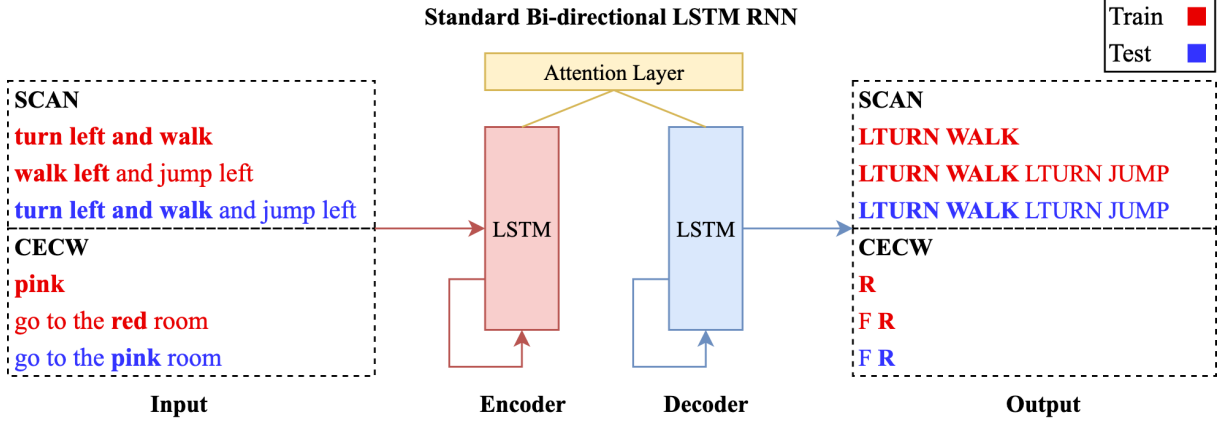 Standard Bi-directional LSTM RNN
Train
Test
Attention Layer
SCAN
turn left and walk
walk left and jump left
turn left and walk and jump left
CECW
pink
go to the red room
go to the pink room
LSTM
LSTM
SCAN
LTURN WALK
LTURN WALK LTURN JUMP
LTURN WALK LTURN JUMP
CECW
R
F R
F R
Input
Encoder
Decoder
Output